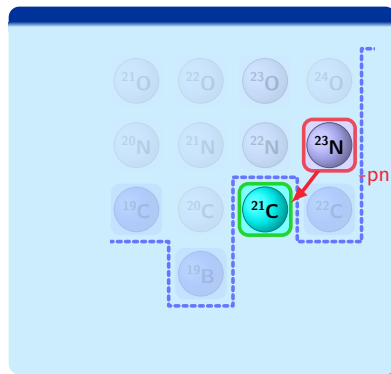 ²¹O ²²O ²³O ²⁴O
²⁰N ²¹N ²²N ²³N
-pn
¹⁹C ²⁰C ²¹C ²²C
¹⁹B